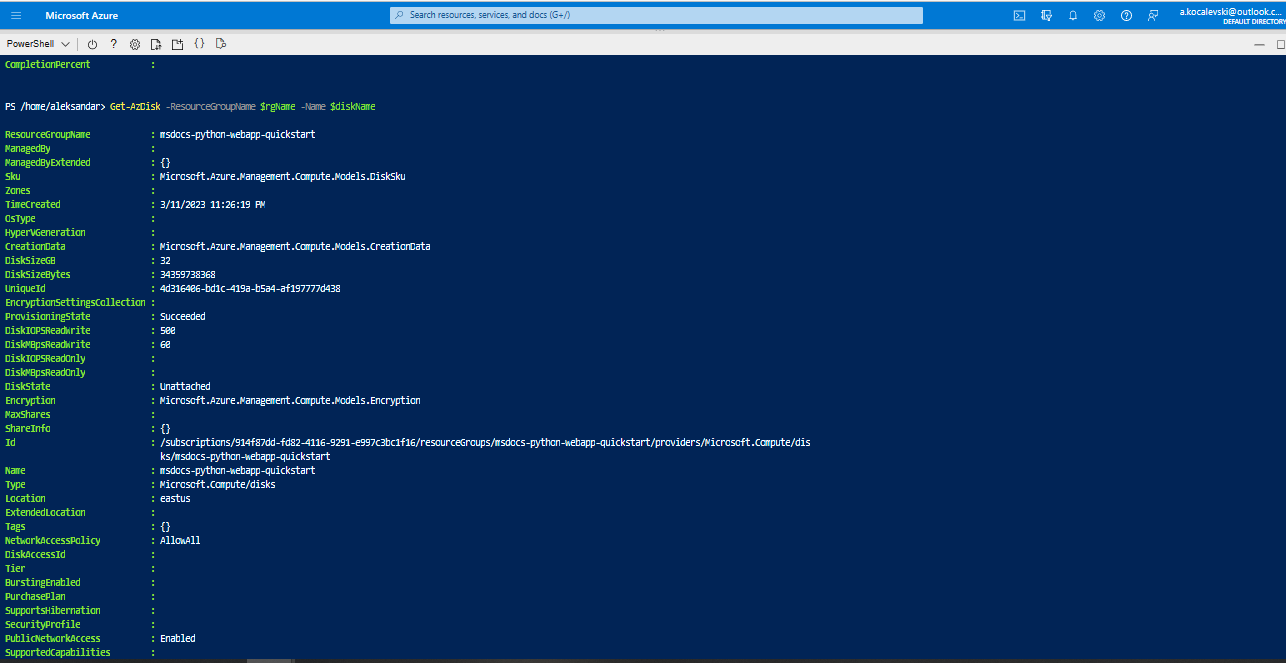 Microsoft Azure
Search resources, services, and docs (G+/)
a.kocalevski@outlook.c...
DEFAULT DIRECTORY
PowerShell
CompletionPercent :
PS /home/aleksandar> Get-AzDisk -ResourceGroupName $rgName -Name $diskName
ResourceGroupName : msdocs-python-webapp-quickstart
ManagedBy :
ManagedByExtended : {}
Sku : Microsoft.Azure.Management.Compute.Models.DiskSku
Zones :
TimeCreated : 3/11/2023 11:26:19 PM
OsType :
HyperVGeneration :
CreationData : Microsoft.Azure.Management.Compute.Models.CreationData
DiskSizeGB : 32
DiskSizeBytes : 34359738368
UniqueId : 4d316406-bd1c-419a-b5a4-af197777d438
EncryptionSettingsCollection :
ProvisioningState : Succeeded
DiskIOPSReadWrite : 500
DiskMBpsReadWrite : 60
DiskIOPSReadOnly :
DiskMBpsReadOnly :
DiskState : Unattached
Encryption : Microsoft.Azure.Management.Compute.Models.Encryption
MaxShares :
ShareInfo : {}
Id : /subscriptions/914f87dd-fd82-4116-9291-e997c3bc1f16/resourceGroups/msdocs-python-webapp-quickstart/providers/Microsoft.Compute/dis
ks/msdocs-python-webapp-quickstart
Name : msdocs-python-webapp-quickstart
Type : Microsoft.Compute/disks
Location : eastus
ExtendedLocation :
Tags : {}
NetworkAccessPolicy : AllowAll
DiskAccessId :
Tier :
BurstingEnabled :
PurchasePlan :
SupportsHibernation :
SecurityProfile :
PublicNetworkAccess : Enabled
SupportedCapabilities :